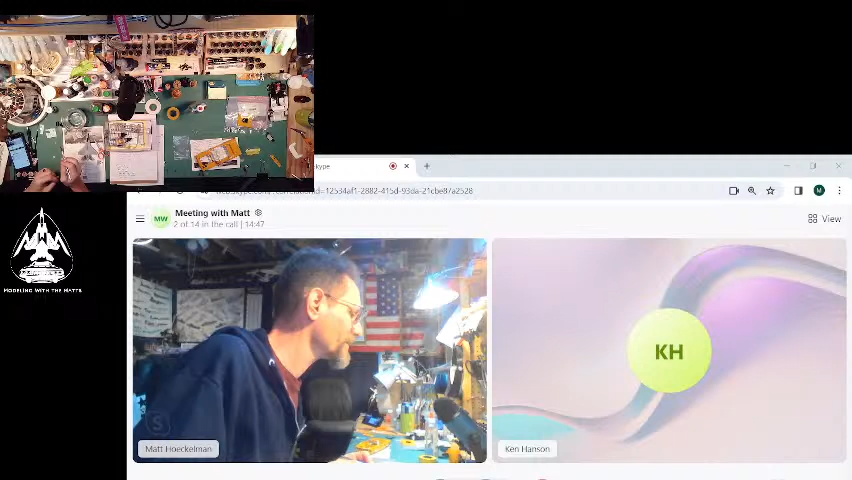 Meeting with Matt
MW
2 of 14 in the call | 14:47
View
KH
Matt Hoeckelman
Ken Hanson
MODELING WITH THE MATTS